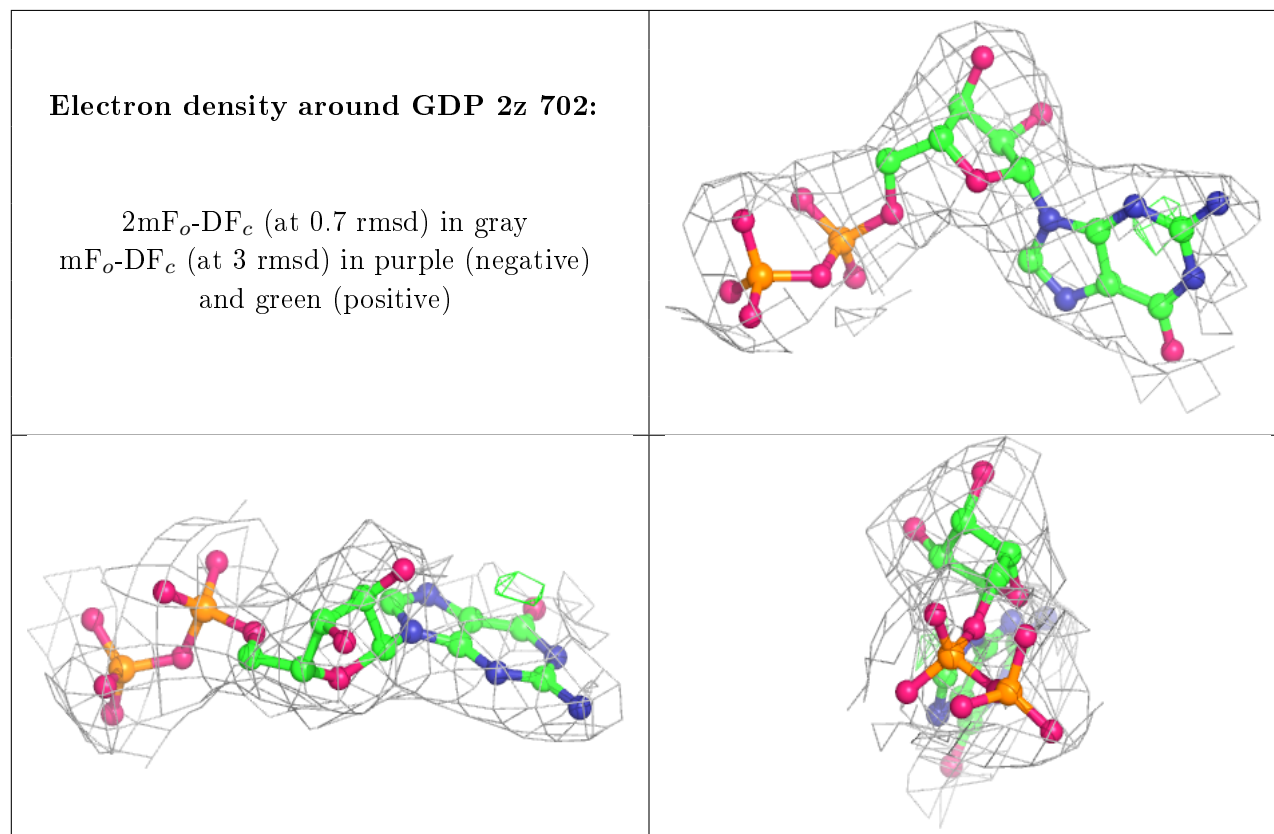 Electron density around GDP 2z 702:
2mFₒ-DF𝒸 (at 0.7 rmsd) in gray
mFₒ-DF𝒸 (at 3 rmsd) in purple (negative)
and green (positive)